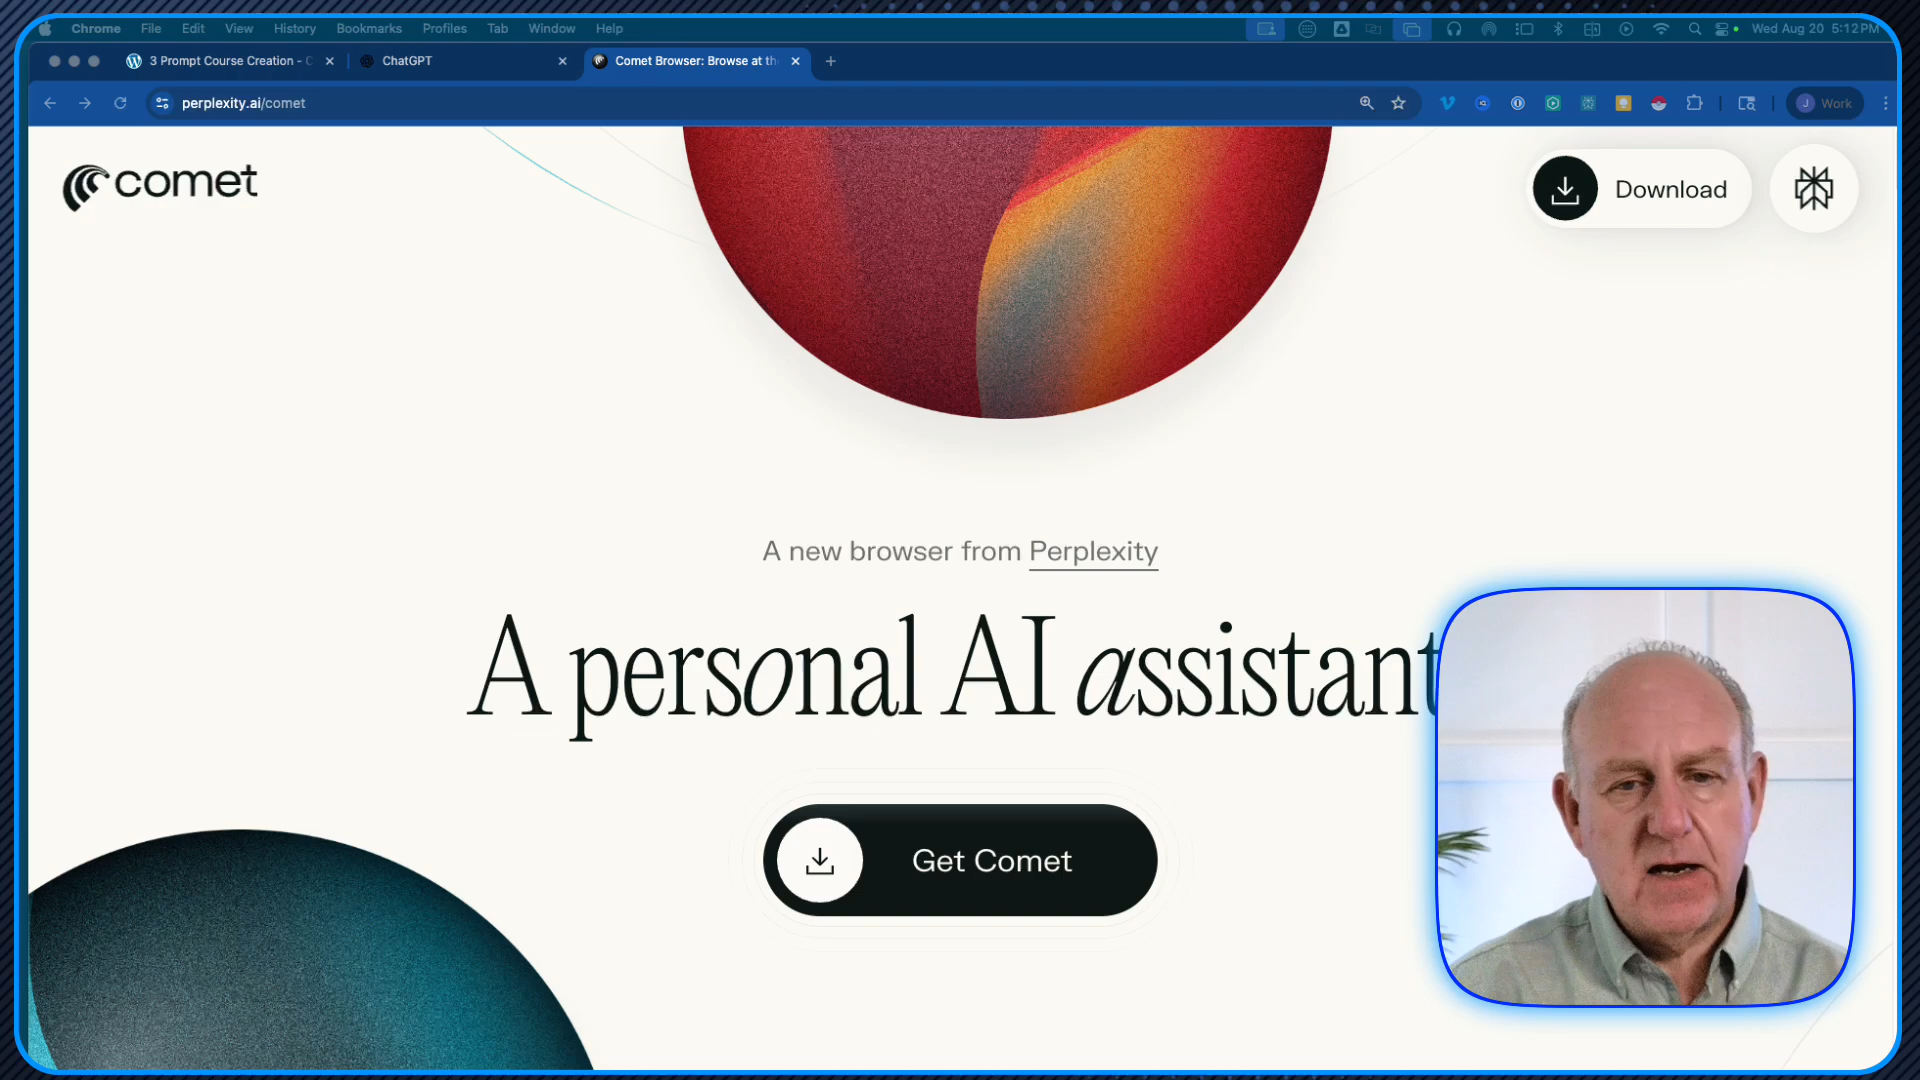 Chrome File Edit View History Bookmarks Profiles Tab Window Help Wed Aug 20 5:12 PM
3 Prompt Course Creation - C ChatGPT Comet Browser: Browse at th
perplexity.ai/comet J Work
comet Download
A new browser from Perplexity
A personal AI assistant
Get Comet